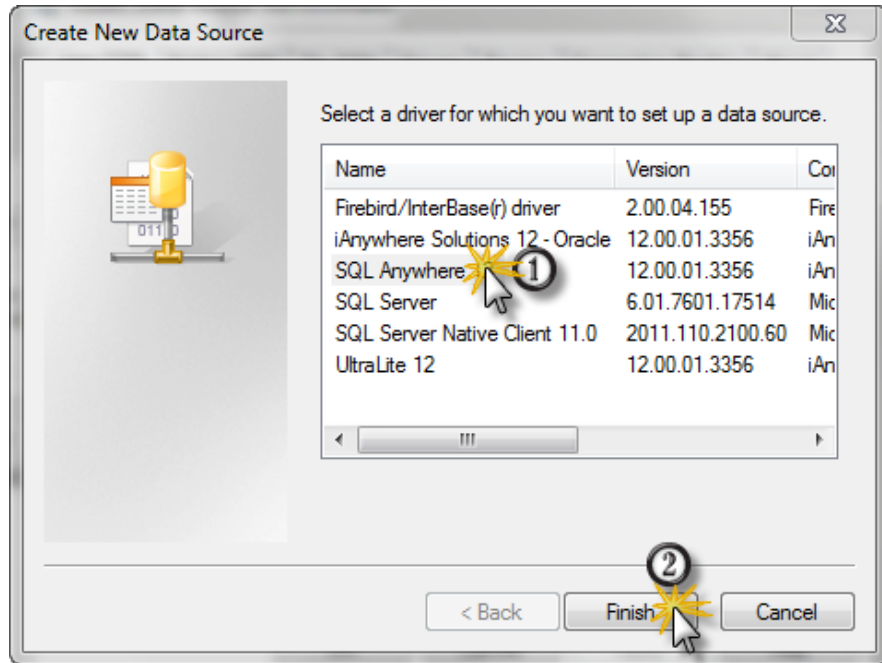 Create New Data Source
Select a driver for which you want to set up a data source.
Name Version
Firebird/InterBase(r) driver 2.00.04.155
iAnywhere Solutions 12 - Oracle 12.00.01.3356
SQL Anywhere 12.00.01.3356
SQL Server 6.01.7601.17514
SQL Server Native Client 11.0 2011.110.2100.60
UltraLite 12 12.00.01.3356
1
2
< Back Finish Cancel